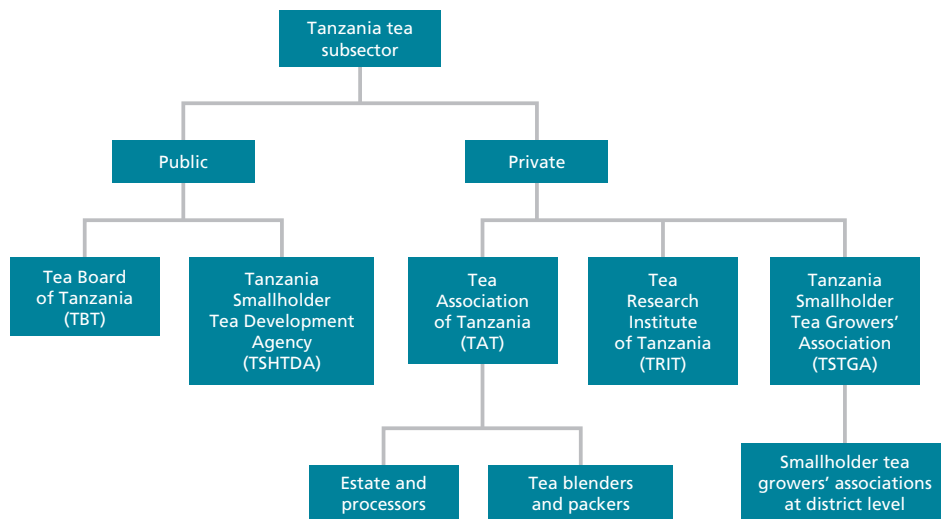 Tanzania tea
subsector
Public
Private
Tea Board
of Tanzania
(TBT)
Tanzania
Smallholder
Tea Development
Agency
(TSHTDA)
Tea
Association
of Tanzania
(TAT)
Tea
Research
Institute
of Tanzania
(TRIT)
Tanzania
Smallholder
Tea Growers’
Association
(TSTGA)
Estate and
processors
Tea blenders
and packers
Smallholder tea
growers’ associations
at district level